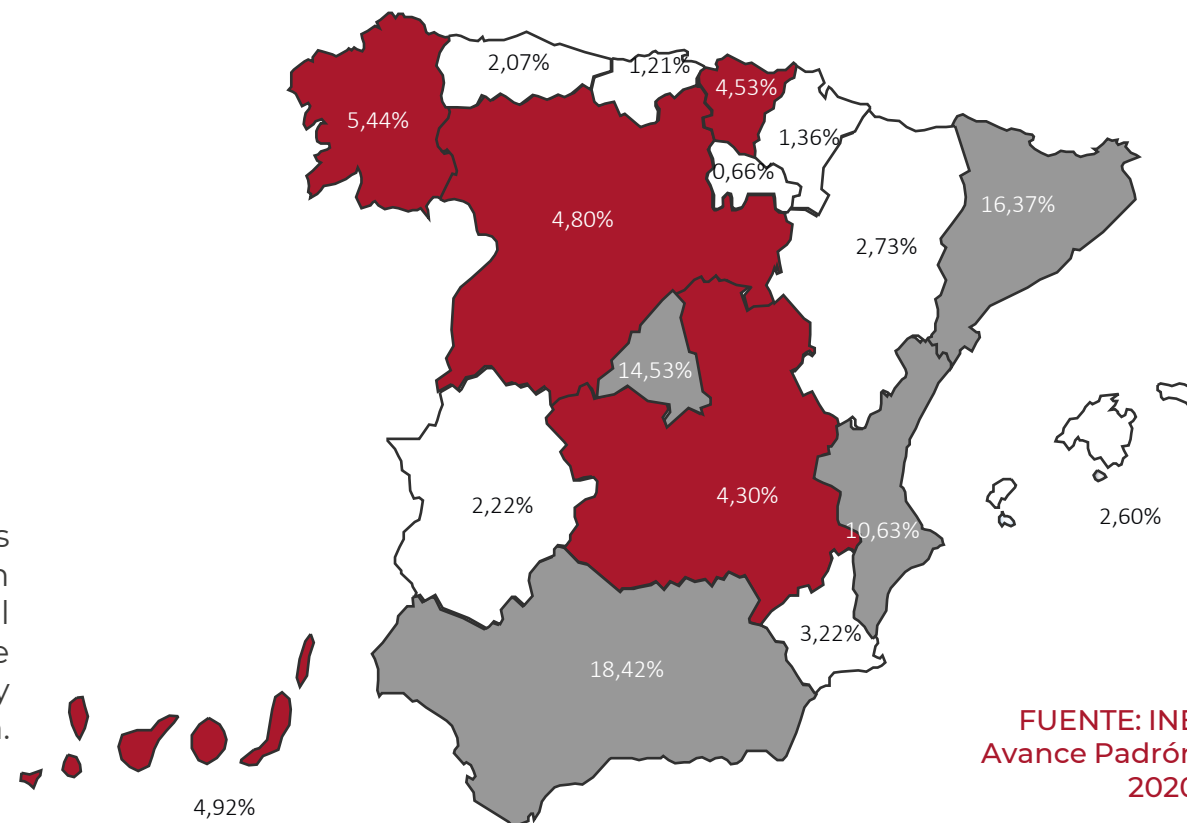 2,07%
1,21%
4,53%
5,44%
1,36%
0,66%
16,37%
4,80%
2,73%
14,53%
4,30%
2,22%
10,63%
2,60%
3,22%
18,42%
4,92%
s
n
l
e
y
.
FUENTE: INE
Avance Padrón
2020